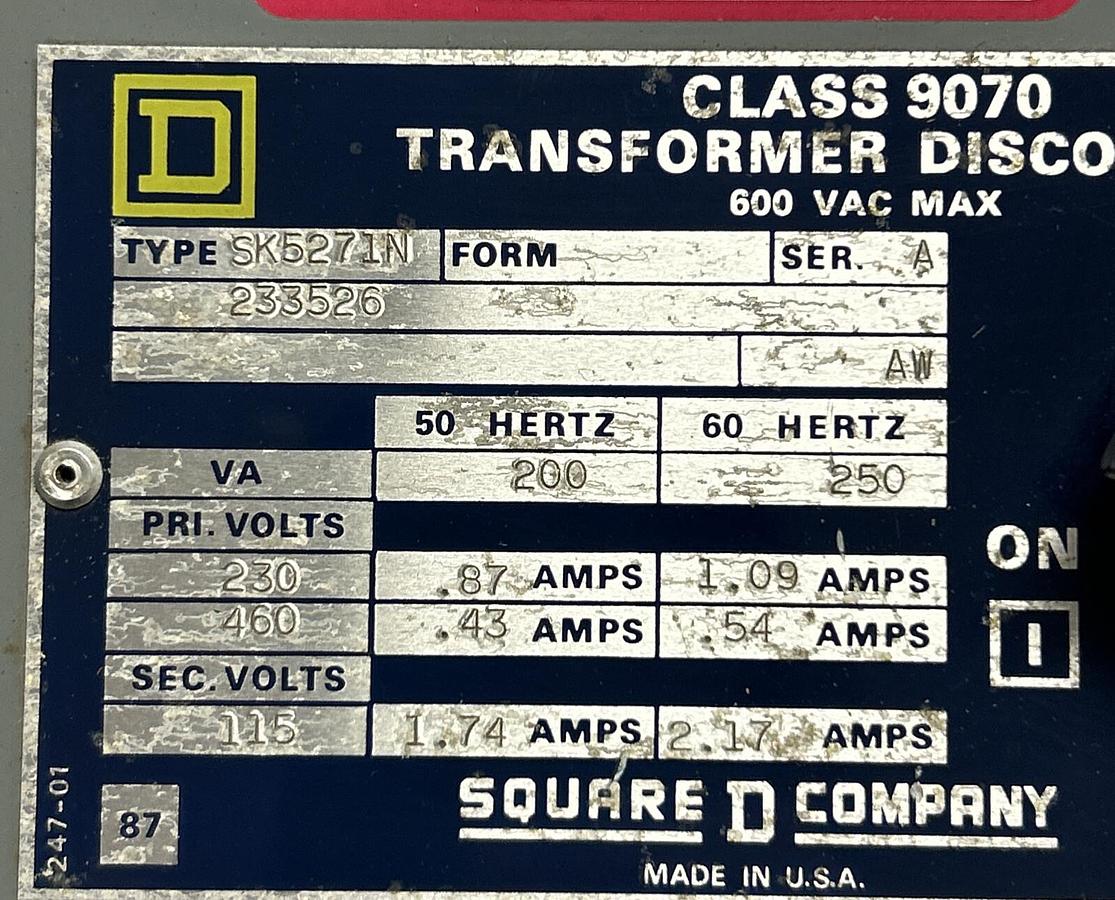 D
CLASS 9070
TRANSFORMER DISCO
600 VAC MAX
TYPE SK5271N FORM SER. A
233526
AW
50 HERTZ 60 HERTZ
VA 200 250
PRI. VOLTS
230 .87 AMPS 1.09 AMPS
460 .43 AMPS .54 AMPS
SEC. VOLTS
115 1.74 AMPS 2.17 AMPS
ON
I
87
247-01
SQUARE D COMPANY
MADE IN U.S.A.